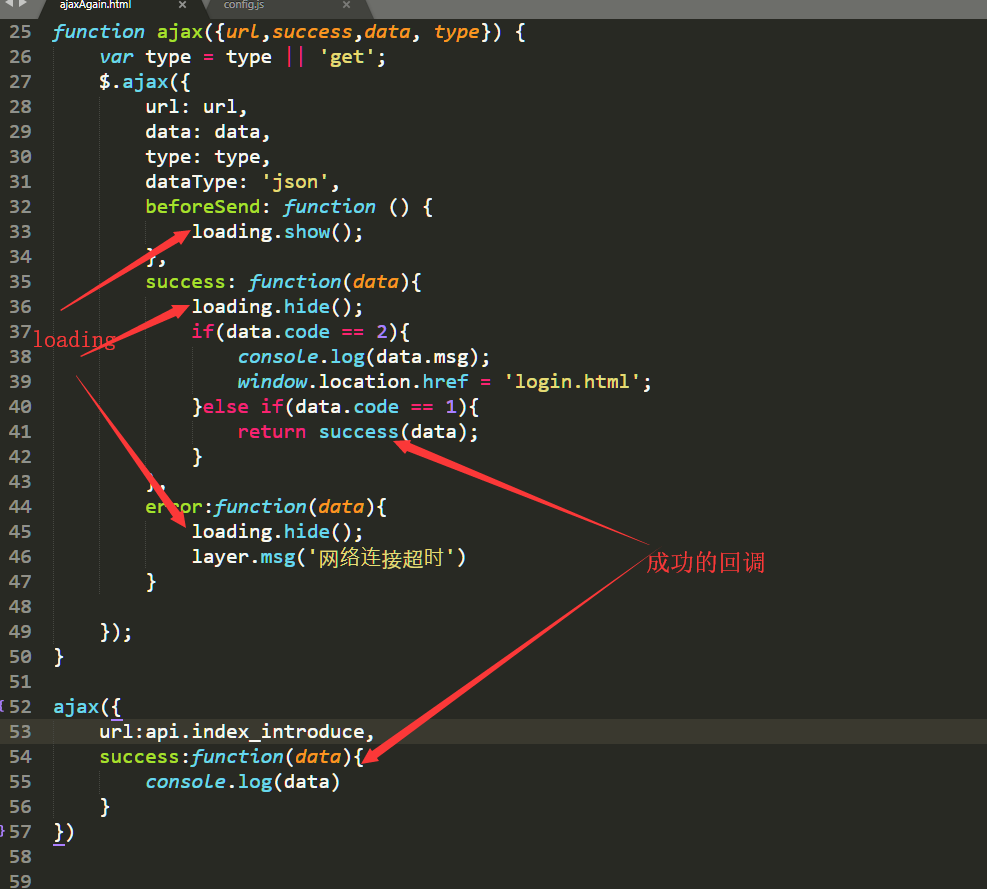 ajaxAgain.html × config.js ×
25 function ajax({url,success,data, type}) {
26 var type = type || 'get';
27 $.ajax({
28 url: url,
29 data: data,
30 type: type,
31 dataType: 'json',
32 beforeSend: function () {
33 loading.show();
34 },
35 success: function(data){
36 loading.hide();
37 if(data.code == 2){
loading
38 console.log(data.msg);
39 window.location.href = 'login.html';
40 }else if(data.code == 1){
41 return success(data);
42 }
43 },
44 error:function(data){
45 loading.hide();
46 layer.msg('网络连接超时')
成功的回调
47 }
48
49 });
50 }
51
52 ajax({
53 url:api.index_introduce,
54 success:function(data){
55 console.log(data)
56 }
57 })
58
59